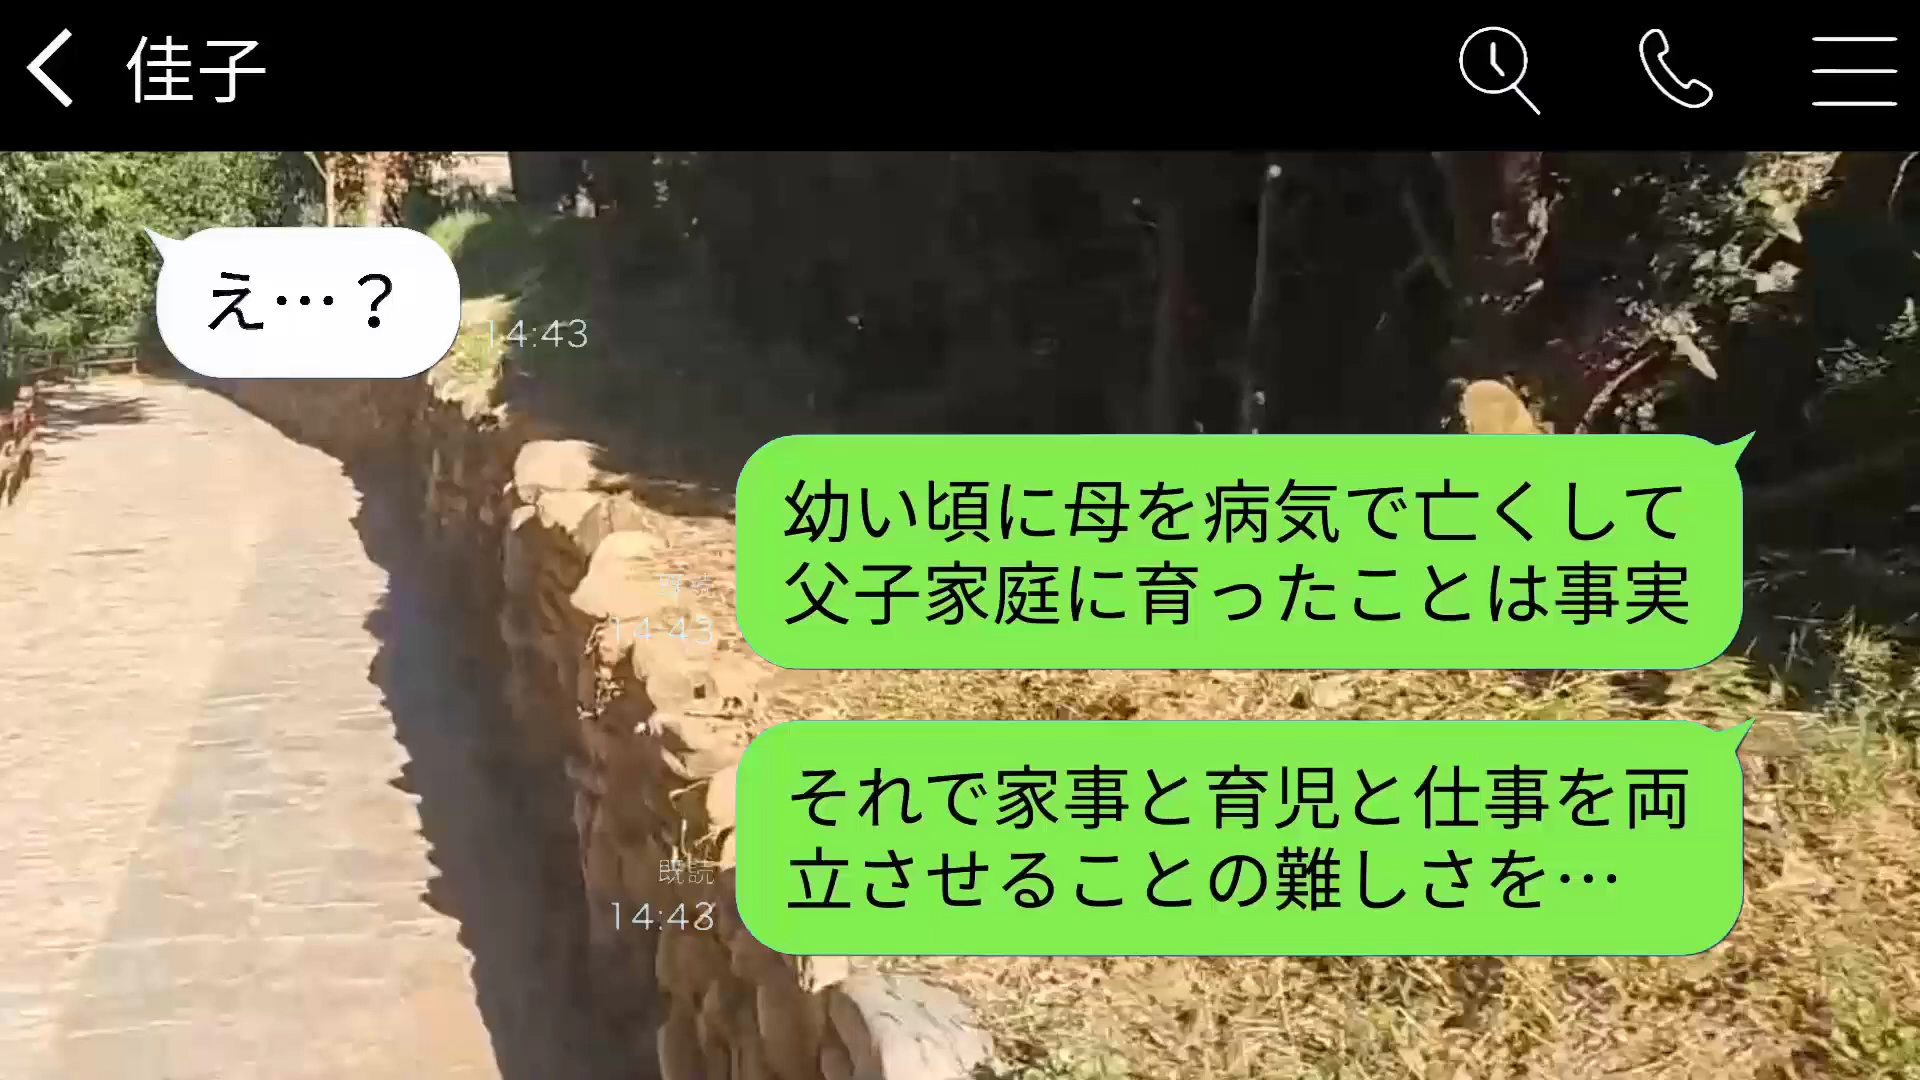 佳子
え…？
14:43
幼い頃に母を病気で亡くして
父子家庭に育ったことは事実
既読
14:43
それで家事と育児と仕事を両
立させることの難しさを…
既読
14:43